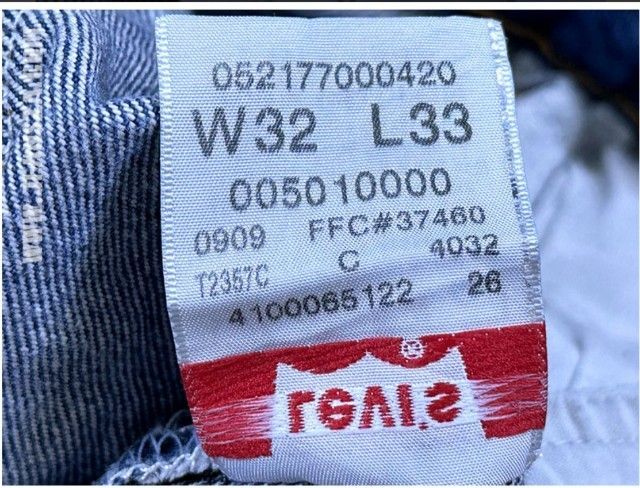 052177000420
W32 L33
005010000
0909 FFC#37460
T2357C C 4032
4100065122 26
Levi's
®